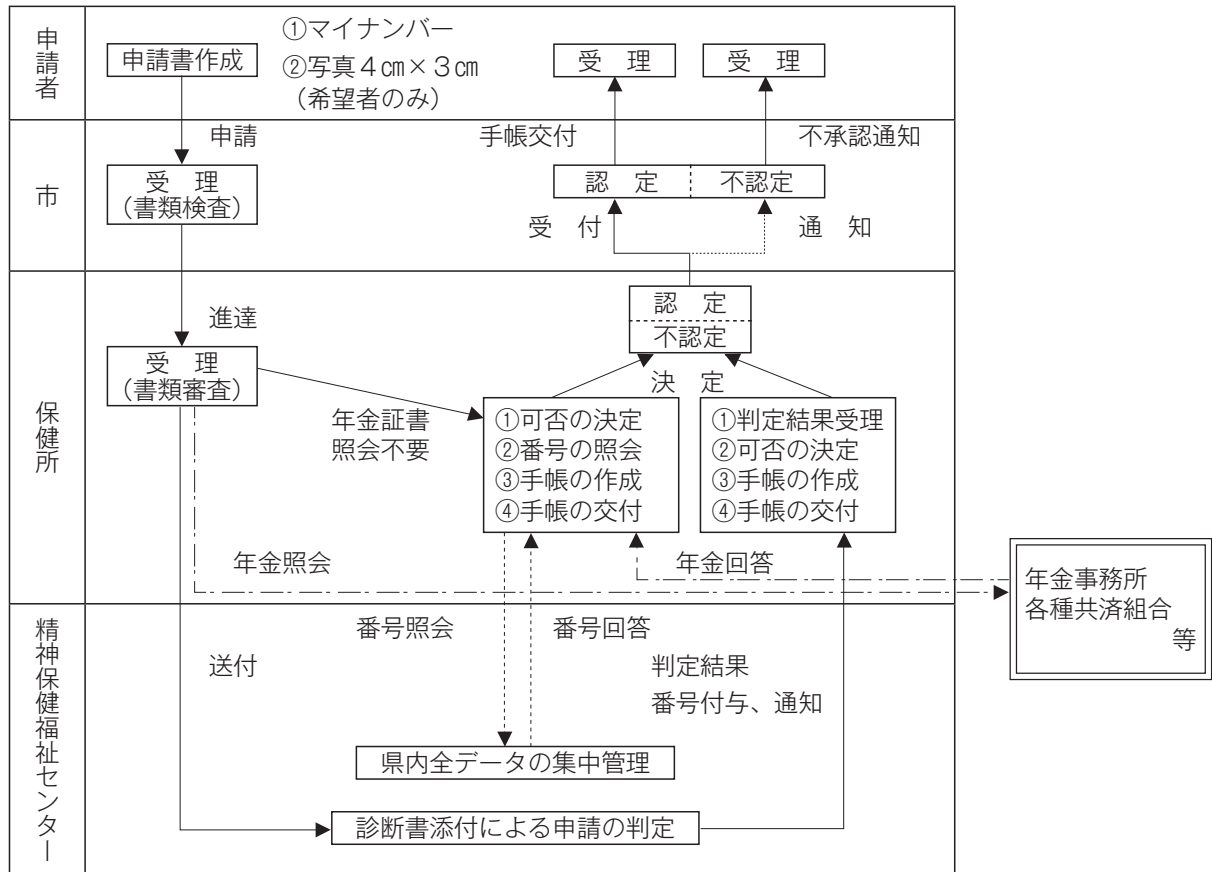 申請者
申請書作成
①マイナンバー
②写真4㎝×3㎝
（希望者のみ）
受　理
受　理
市
申請
手帳交付
不承認通知
受　理
（書類検査）
認　定
不認定
受　付
通　知
保健所
進達
認　定
不認定
受　理
（書類審査）
決　定
年金証書
照会不要
①可否の決定
②番号の照会
③手帳の作成
④手帳の交付
①判定結果受理
②可否の決定
③手帳の作成
④手帳の交付
年金照会
年金回答
年金事務所
各種共済組合
等
精神保健福祉センター
送付
番号照会
番号回答
判定結果
番号付与、通知
県内全データの集中管理
診断書添付による申請の判定